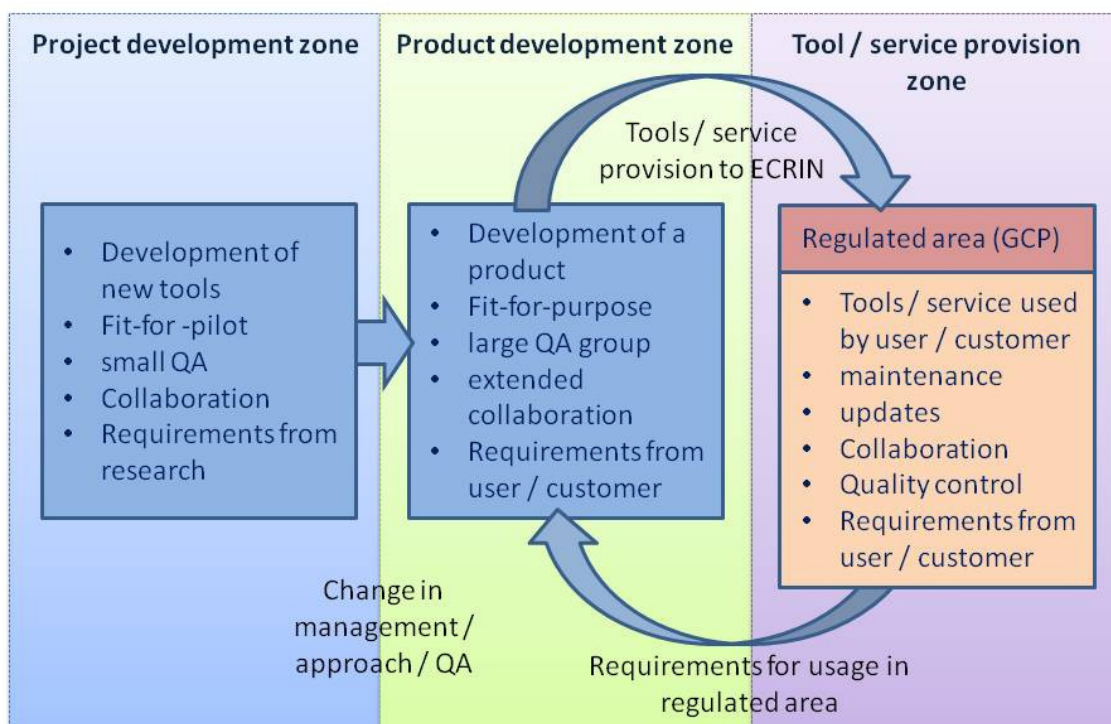 Project development zone
Product development zone
Tool / service provision
zone
Tools / service
provision to ECRIN
• Development of
new tools
• Fit-for -pilot
• small QA
• Collaboration
• Requirements from
research
• Development of a
product
• Fit-for-purpose
• large QA group
• extended
collaboration
• Requirements from
user / customer
Regulated area (GCP)
• Tools / service used
by user / customer
• maintenance
• updates
• Collaboration
• Quality control
• Requirements from
user / customer
Change in
management /
approach / QA
Requirements for usage in
regulated area